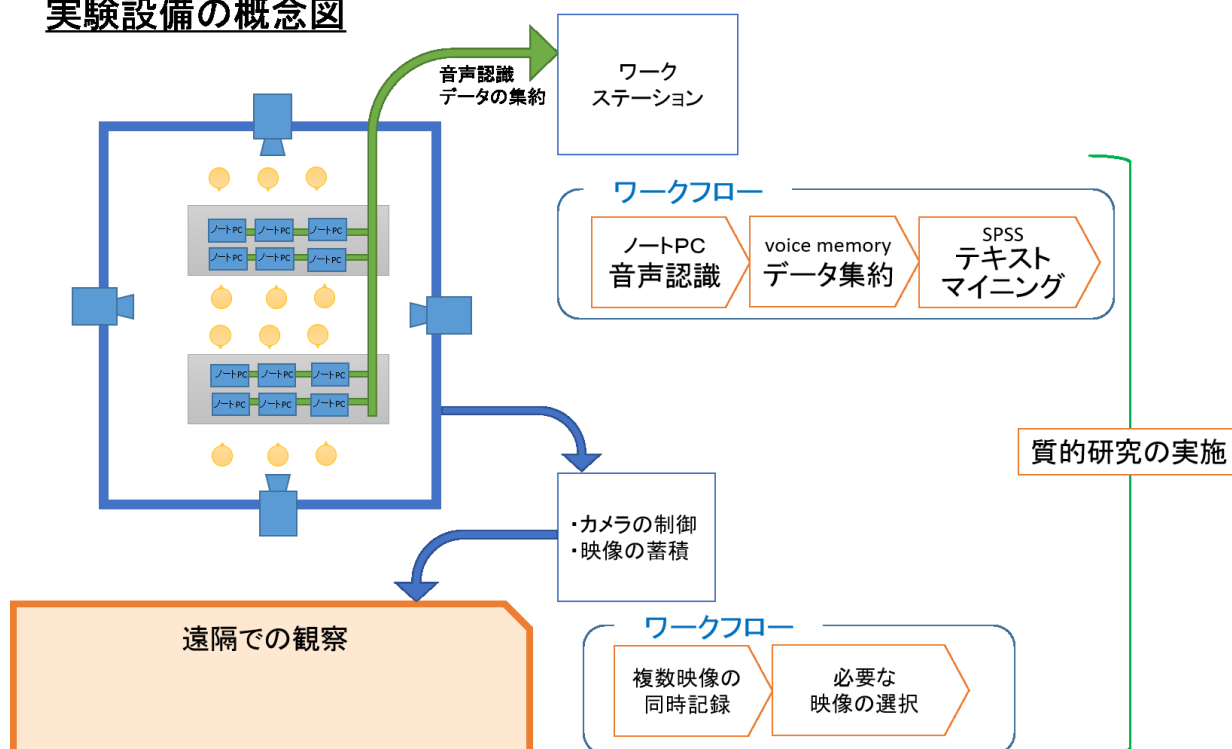 実験設備の概念図
音声認識
データの集約
ワーク
ステーション
ワークフロー
ノートPC
音声認識
voice memory
データ集約
SPSS
テキスト
マイニング
ノートPC ノートPC ノートPC
ノートPC ノートPC ノートPC
ノートPC ノートPC ノートPC
ノートPC ノートPC ノートPC
質的研究の実施
・カメラの制御
・映像の蓄積
遠隔での観察
ワークフロー
複数映像の
同時記録
必要な
映像の選択